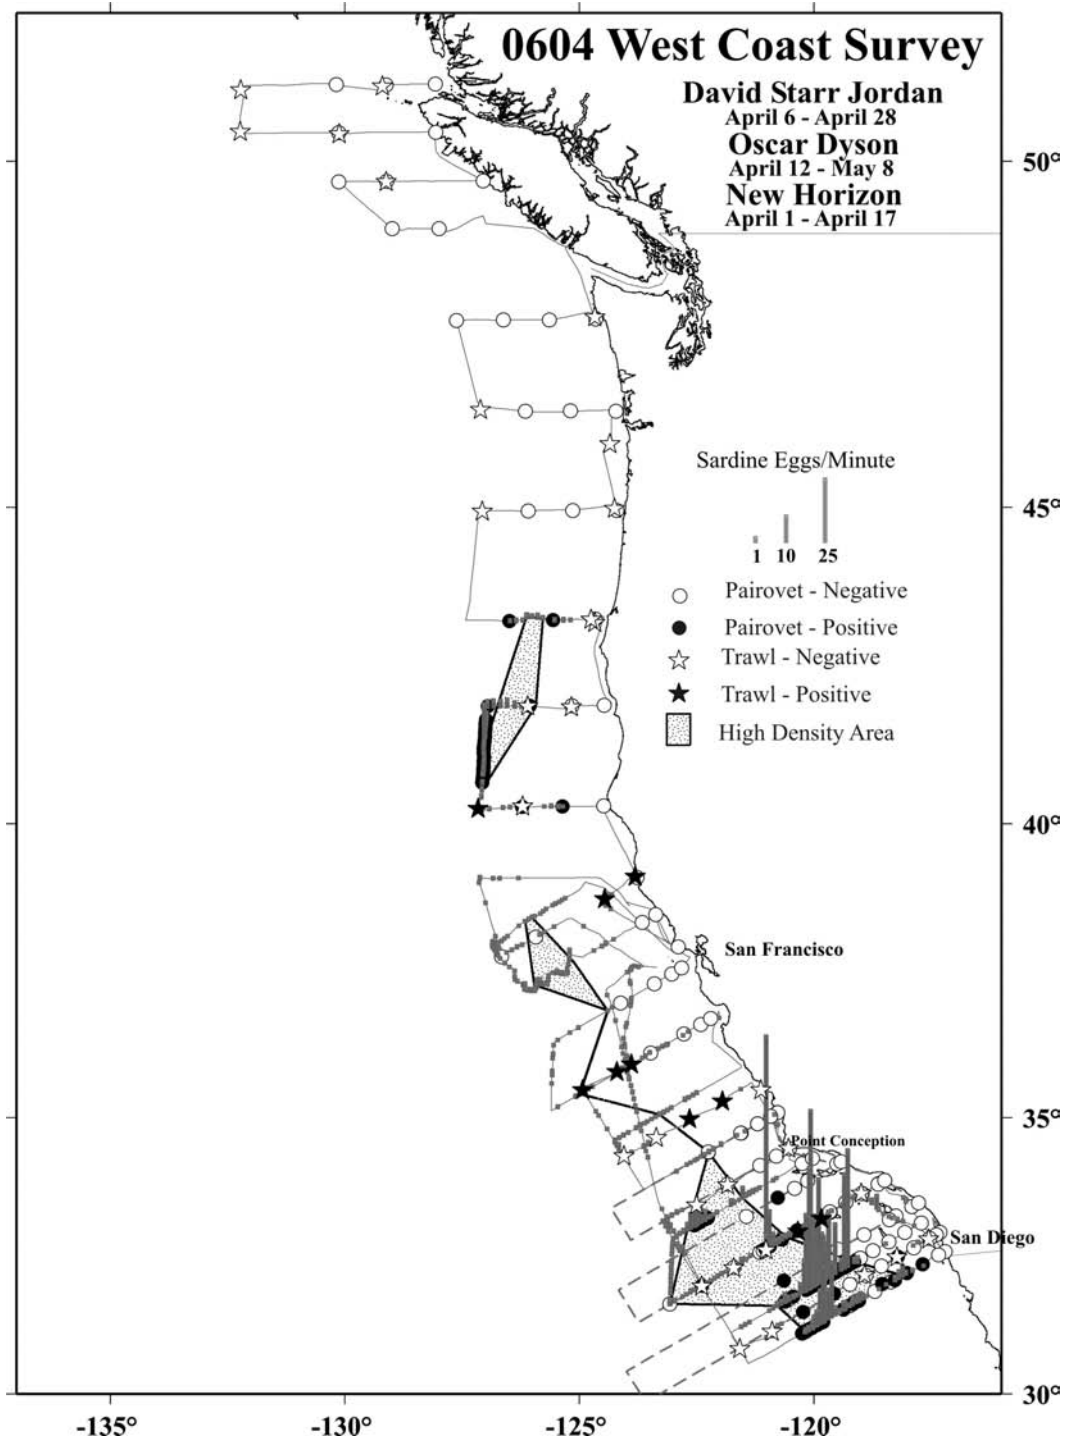 0604 West Coast Survey
David Starr Jordan
April 6 - April 28
Oscar Dyson
April 12 - May 8
New Horizon
April 1 - April 17
50°
45°
Sardine Eggs/Minute
1 10 25
Pairovet - Negative
Pairovet - Positive
Trawl - Negative
Trawl - Positive
High Density Area
40°
San Francisco
35°
Point Conception
San Diego
30°
-135° -130° -125° -120°